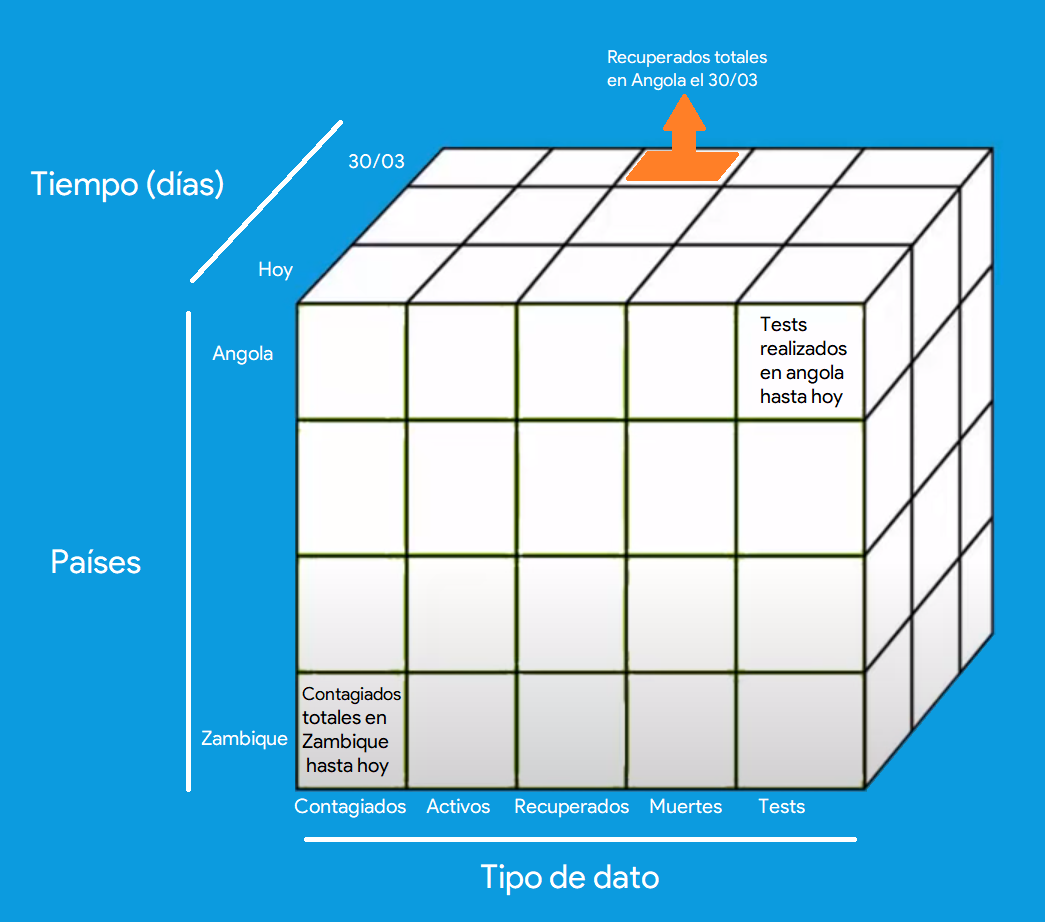 Recuperados totales
en Angola el 30/03
30/03
Tiempo (días)
Hoy
Angola
Tests
realizados
en angola
hasta hoy
Países
Contagiados
totales en
Zambique
hasta hoy
Zambique
Contagiados Activos Recuperados Muertes Tests
Tipo de dato